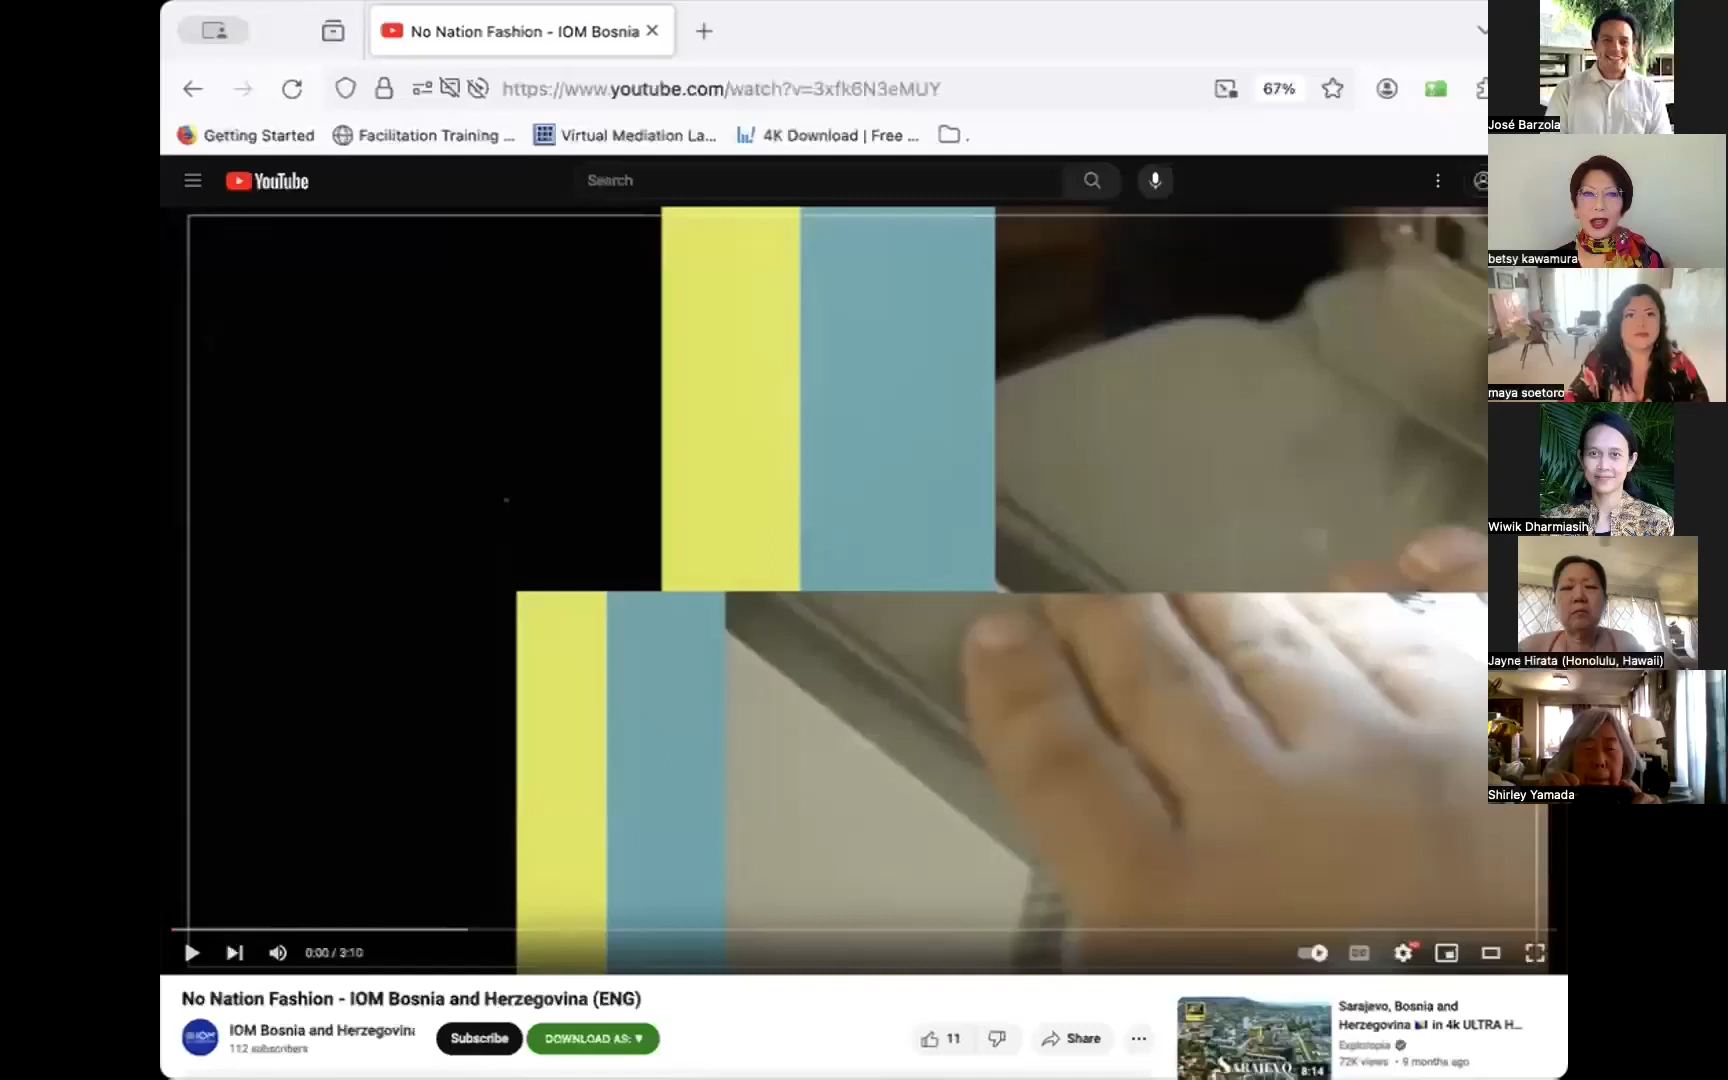 No Nation Fashion - IOM Bosnia
https://www.youtube.com/watch?v=3xfk6N3eMUY
67%
Getting Started
Facilitation Training ...
Virtual Mediation La...
4K Download | Free ...
.
YouTube
Search
0:00 / 3:10
No Nation Fashion - IOM Bosnia and Herzegovina (ENG)
IOM Bosnia and Herzegovina
112 subscribers
Subscribe
DOWNLOAD AS: ▼
11
Share
Sarajevo, Bosnia and
Herzegovina in 4k ULTRA H...
Exploropia
72K views • 9 months ago
SARAJEVO
8:14
José Barzola
betsy kawamura
maya soetoro
Wiwik Dharmiasih
Jayne Hirata (Honolulu, Hawaii)
Shirley Yamada